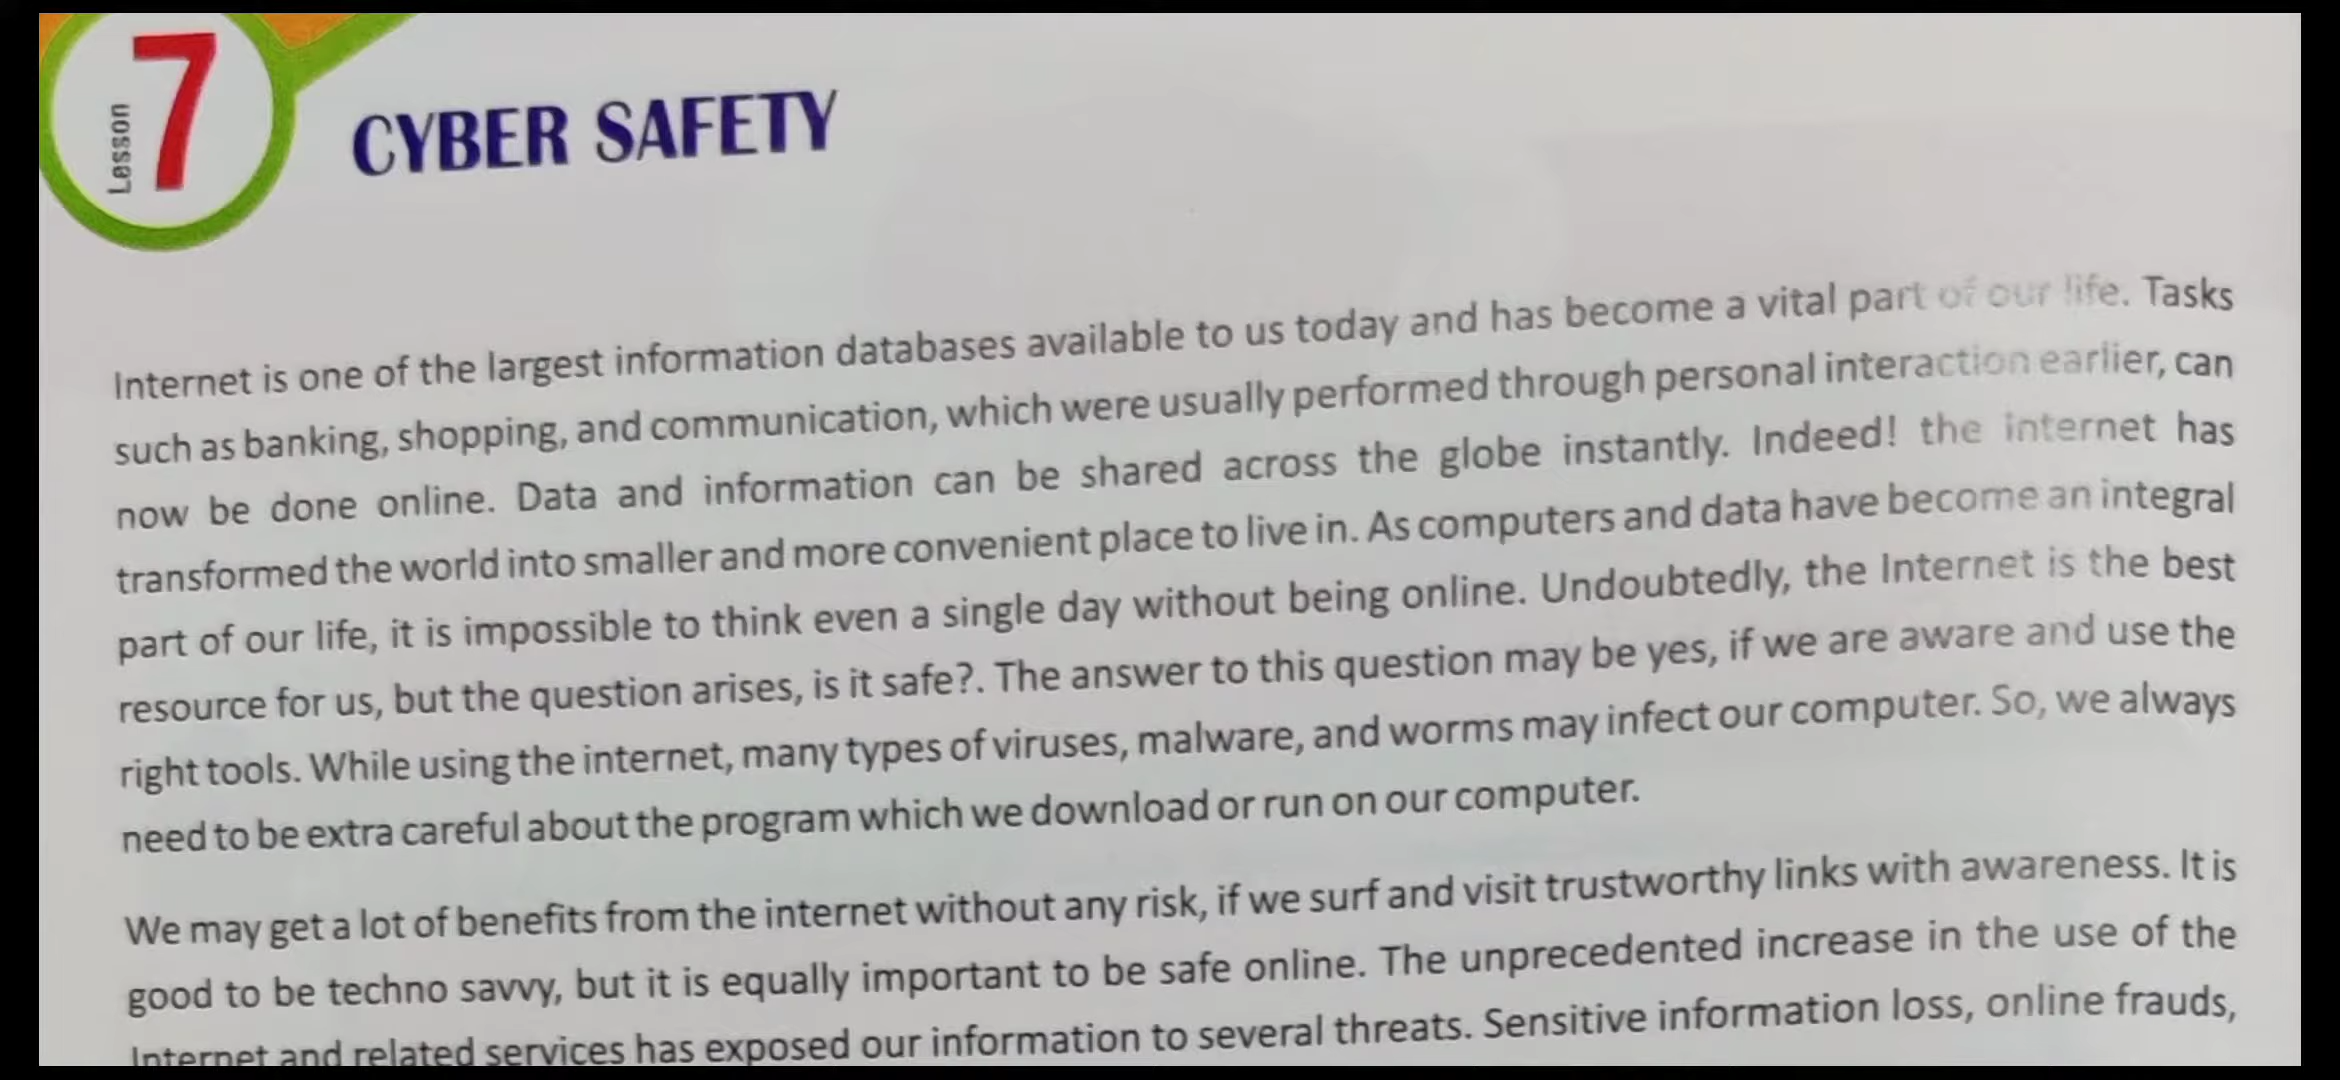 Lesson 7
CYBER SAFETY
Internet is one of the largest information databases available to us today and has become a vital part of our life. Tasks
such as banking, shopping, and communication, which were usually performed through personal interaction earlier, can
now be done online. Data and information can be shared across the globe instantly. Indeed! the internet has
transformed the world into smaller and more convenient place to live in. As computers and data have become an integral
part of our life, it is impossible to think even a single day without being online. Undoubtedly, the Internet is the best
resource for us, but the question arises, is it safe?. The answer to this question may be yes, if we are aware and use the
right tools. While using the internet, many types of viruses, malware, and worms may infect our computer. So, we always
need to be extra careful about the program which we download or run on our computer.
We may get a lot of benefits from the internet without any risk, if we surf and visit trustworthy links with awareness. It is
good to be techno savvy, but it is equally important to be safe online. The unprecedented increase in the use of the
Internet and related services has exposed our information to several threats. Sensitive information loss, online frauds,